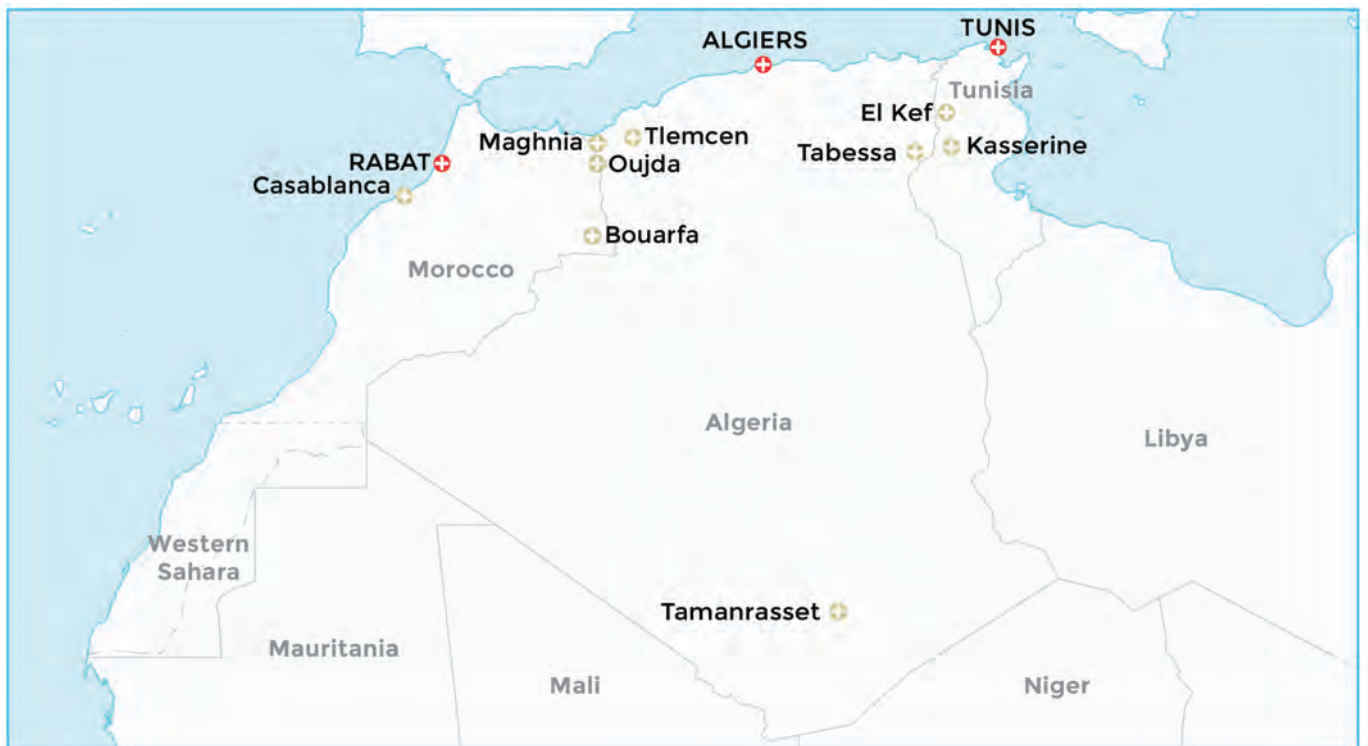 TUNIS
ALGIERS
Tunisia
El Kef
Tlemcen
Maghnia
Kasserine
Tabessa
RABAT
Oujda
Casablanca
Bouarfa
Morocco
Algeria
Libya
Western
Sahara
Tamanrasset
Mauritania
Mali
Niger